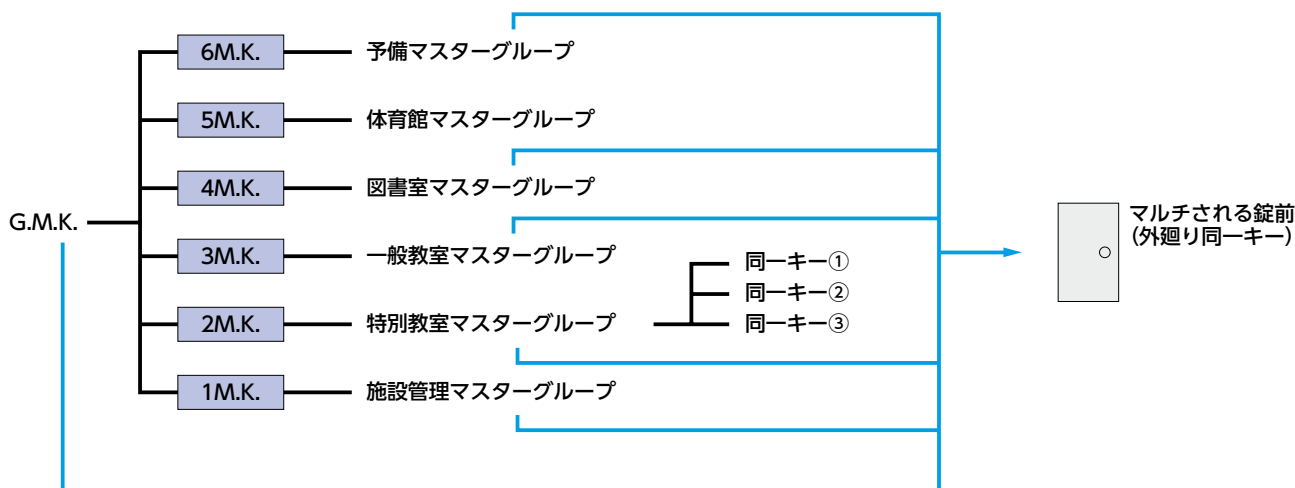 6M.K. 予備マスターグループ
5M.K. 体育館マスターグループ
4M.K. 図書室マスターグループ
G.M.K.
マルチされる錠前
（外廻り同一キー）
3M.K. 一般教室マスターグループ
同一キー①
同一キー②
2M.K. 特別教室マスターグループ
同一キー③
1M.K. 施設管理マスターグループ